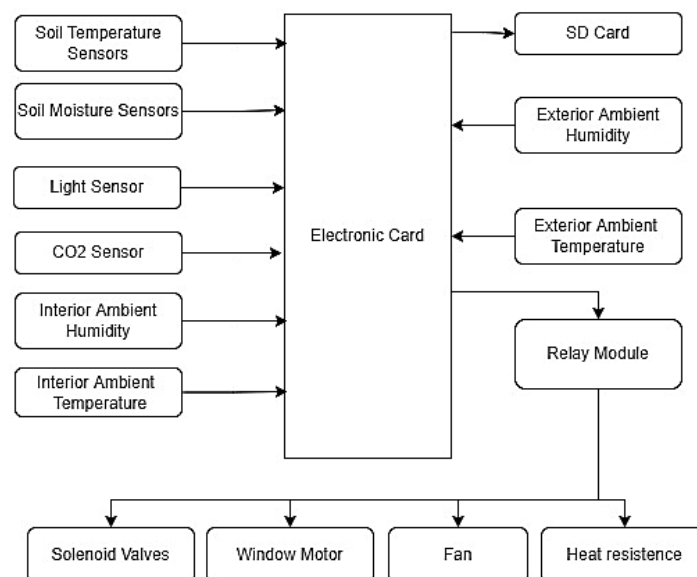 Soil Temperature
Sensors
Soil Moisture Sensors
Light Sensor
CO2 Sensor
Interior Ambient
Humidity
Interior Ambient
Temperature
Electronic Card
SD Card
Exterior Ambient
Humidity
Exterior Ambient
Temperature
Relay Module
Solenoid Valves
Window Motor
Fan
Heat resistence